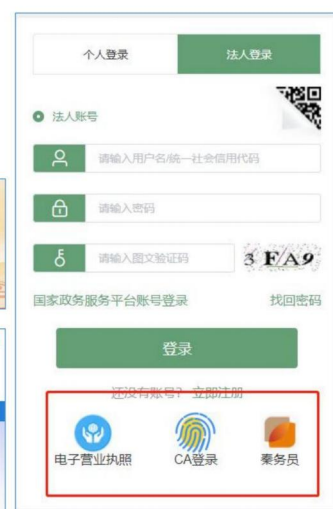 个人登录 法人登录
法人账号
请输入用户名/统一社会信用代码
请输入密码
请输入图文验证码 3 FA9
国家政务服务平台账号登录 找回密码
登录
还没有账号? 立即注册
电子营业执照 CA登录 秦务员